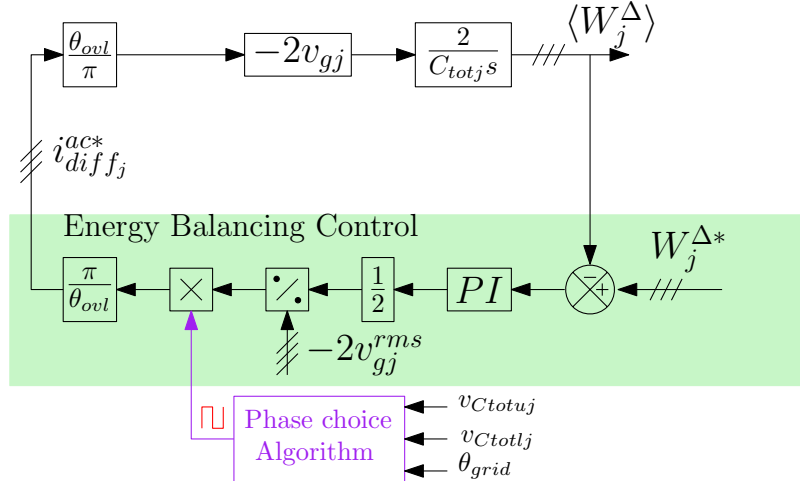 θ_ovl/π
−2v_gj
2/(C_totj s)
⟨W_j^Δ⟩
i_diff_j^ac*
Energy Balancing Control
W_j^Δ*
π/θ_ovl
×
1/2
PI
−
+
−2v_gj^rms
Phase choice
Algorithm
v_Ctotuj
v_Ctotlj
θ_grid